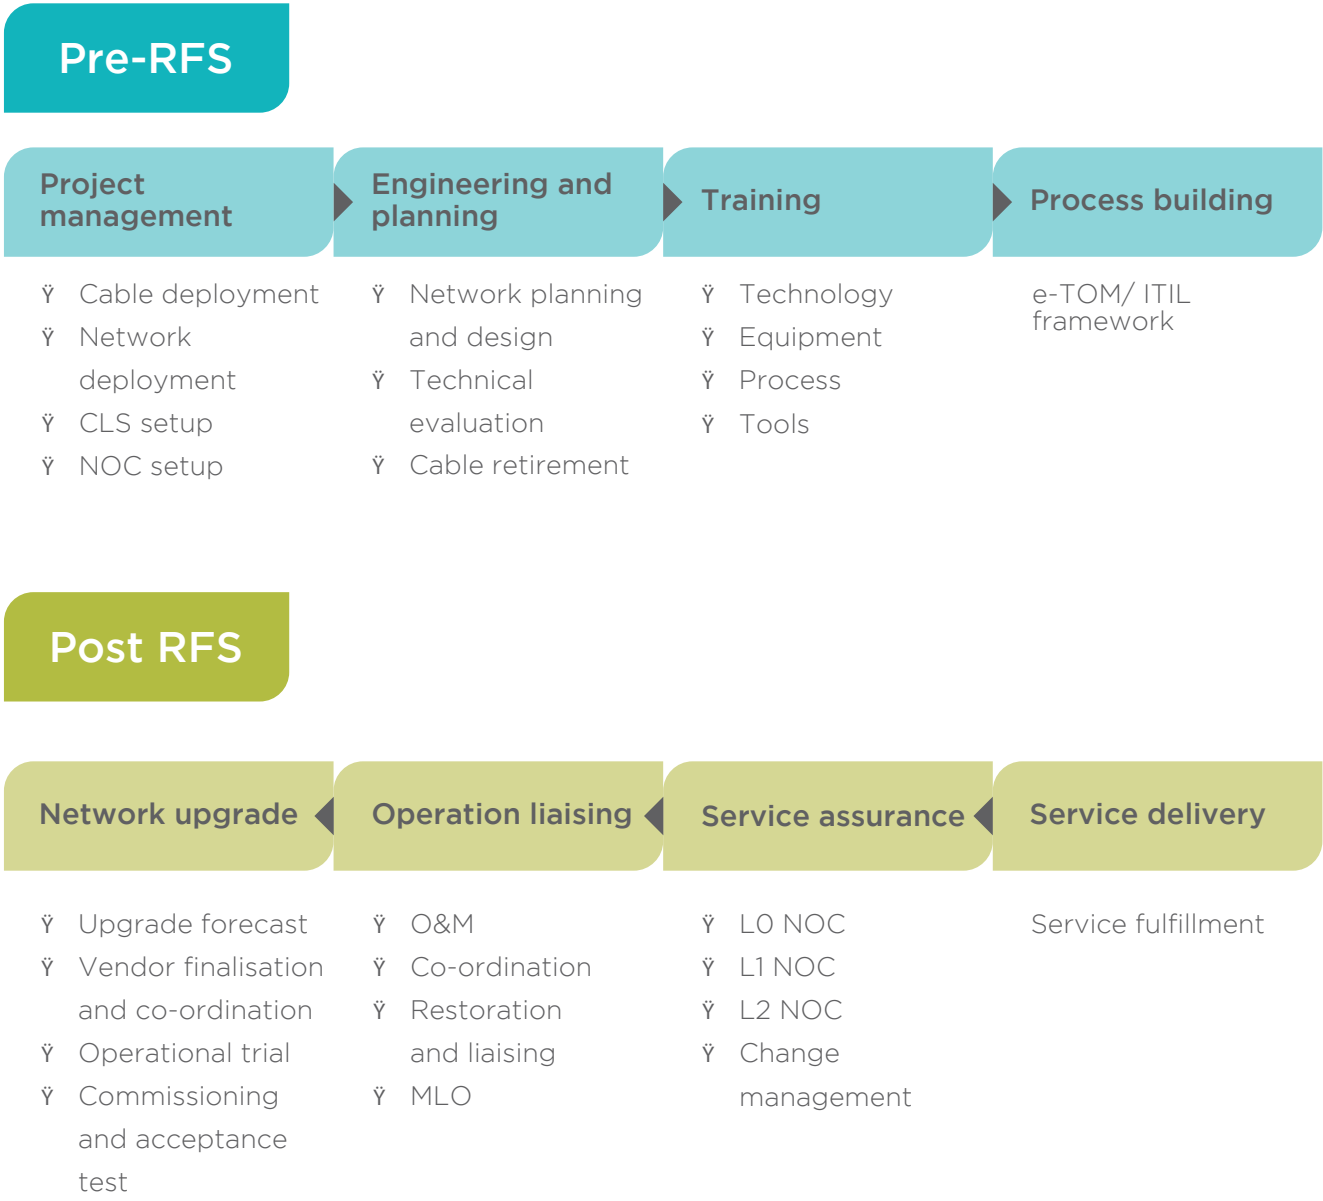 Pre-RFS
Project
management
Ÿ Cable deployment
Ÿ Network
deployment
Ÿ CLS setup
Ÿ NOC setup
Engineering and
planning
Ÿ Network planning
and design
Ÿ Technical
evaluation
Ÿ Cable retirement
Training
Ÿ Technology
Ÿ Equipment
Ÿ Process
Ÿ Tools
Process building
e-TOM/ ITIL
framework
Post RFS
Network upgrade
Ÿ Upgrade forecast
Ÿ Vendor finalisation
and co-ordination
Ÿ Operational trial
Ÿ Commissioning
and acceptance
test
Operation liaising
Ÿ O&M
Ÿ Co-ordination
Ÿ Restoration
and liaising
Ÿ MLO
Service assurance
Ÿ L0 NOC
Ÿ L1 NOC
Ÿ L2 NOC
Ÿ Change
management
Service delivery
Service fulfillment